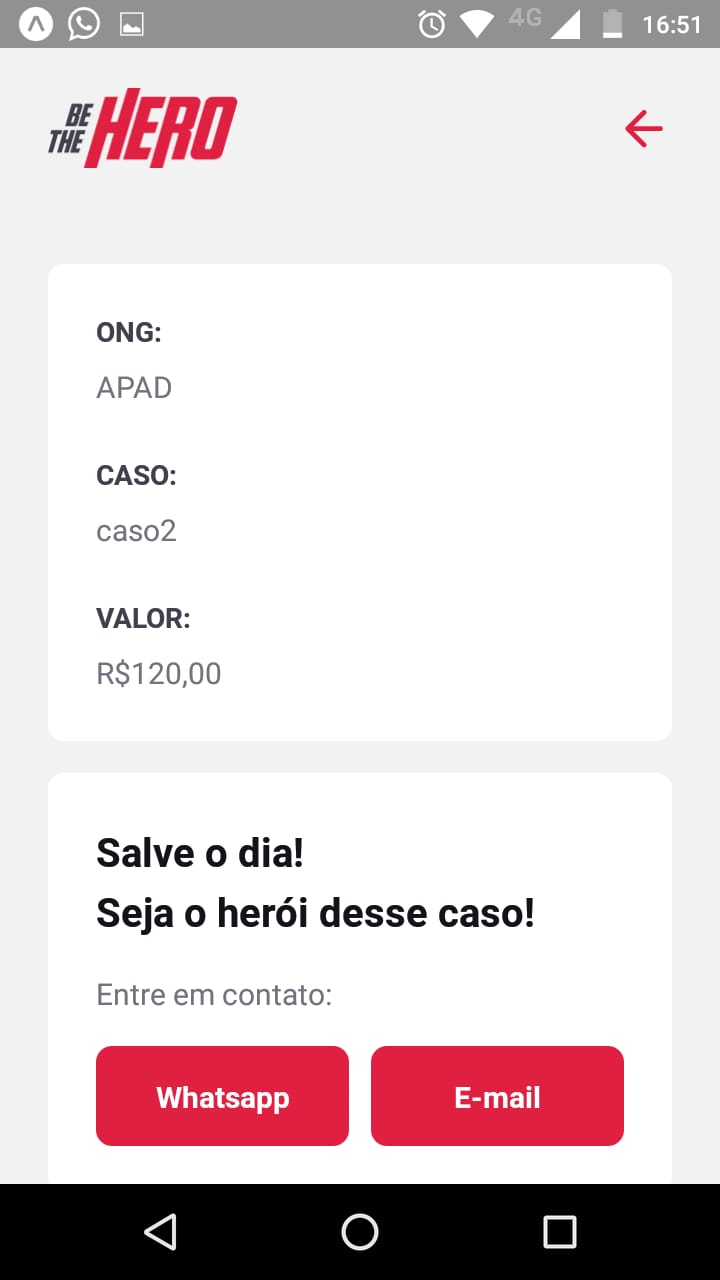 4G 16:51
BE THE HERO
ONG:
APAD
CASO:
caso2
VALOR:
R$120,00
Salve o dia!
Seja o herói desse caso!
Entre em contato:
Whatsapp E-mail